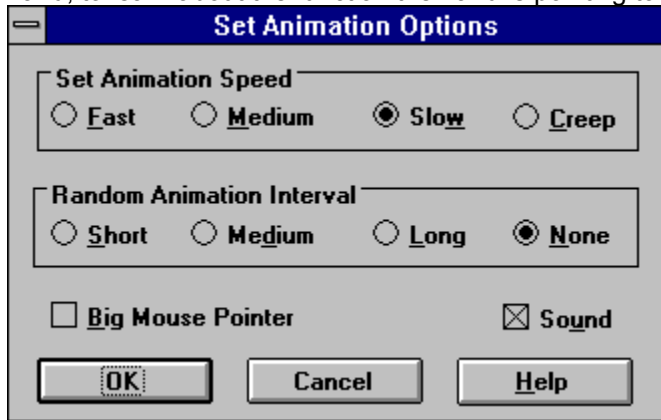 Set Animation Options
Set Animation Speed
Fast Medium Slow Creep
Random Animation Interval
Short Medium Long None
Big Mouse Pointer Sound
OK Cancel Help